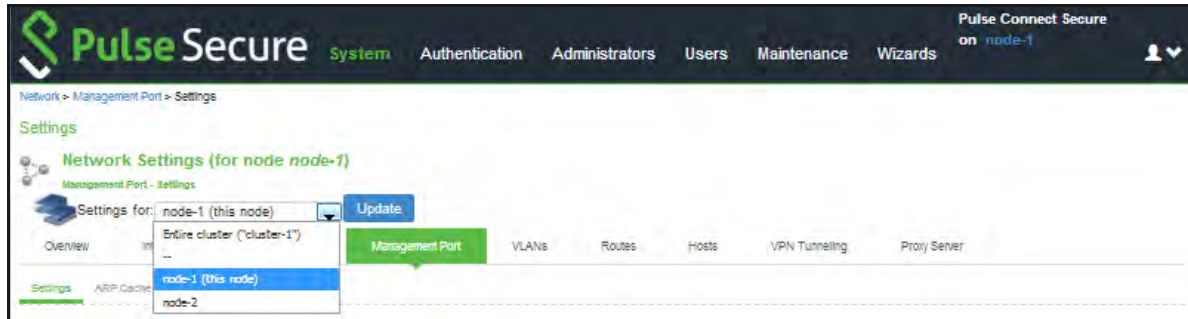 Pulse Secure System Authentication Administrators Users Maintenance Wizards
Pulse Connect Secure
on node-1
Network > Management Port > Settings
Settings
Network Settings (for node node-1)
Management Port - Settings
Settings for: node-1 (this node) Update
Entire cluster ("cluster-1")
--
node-1 (this node)
node-2
Overview Management Port VLANs Routes Hosts VPN Tunneling Proxy Server
Settings ARP Cache